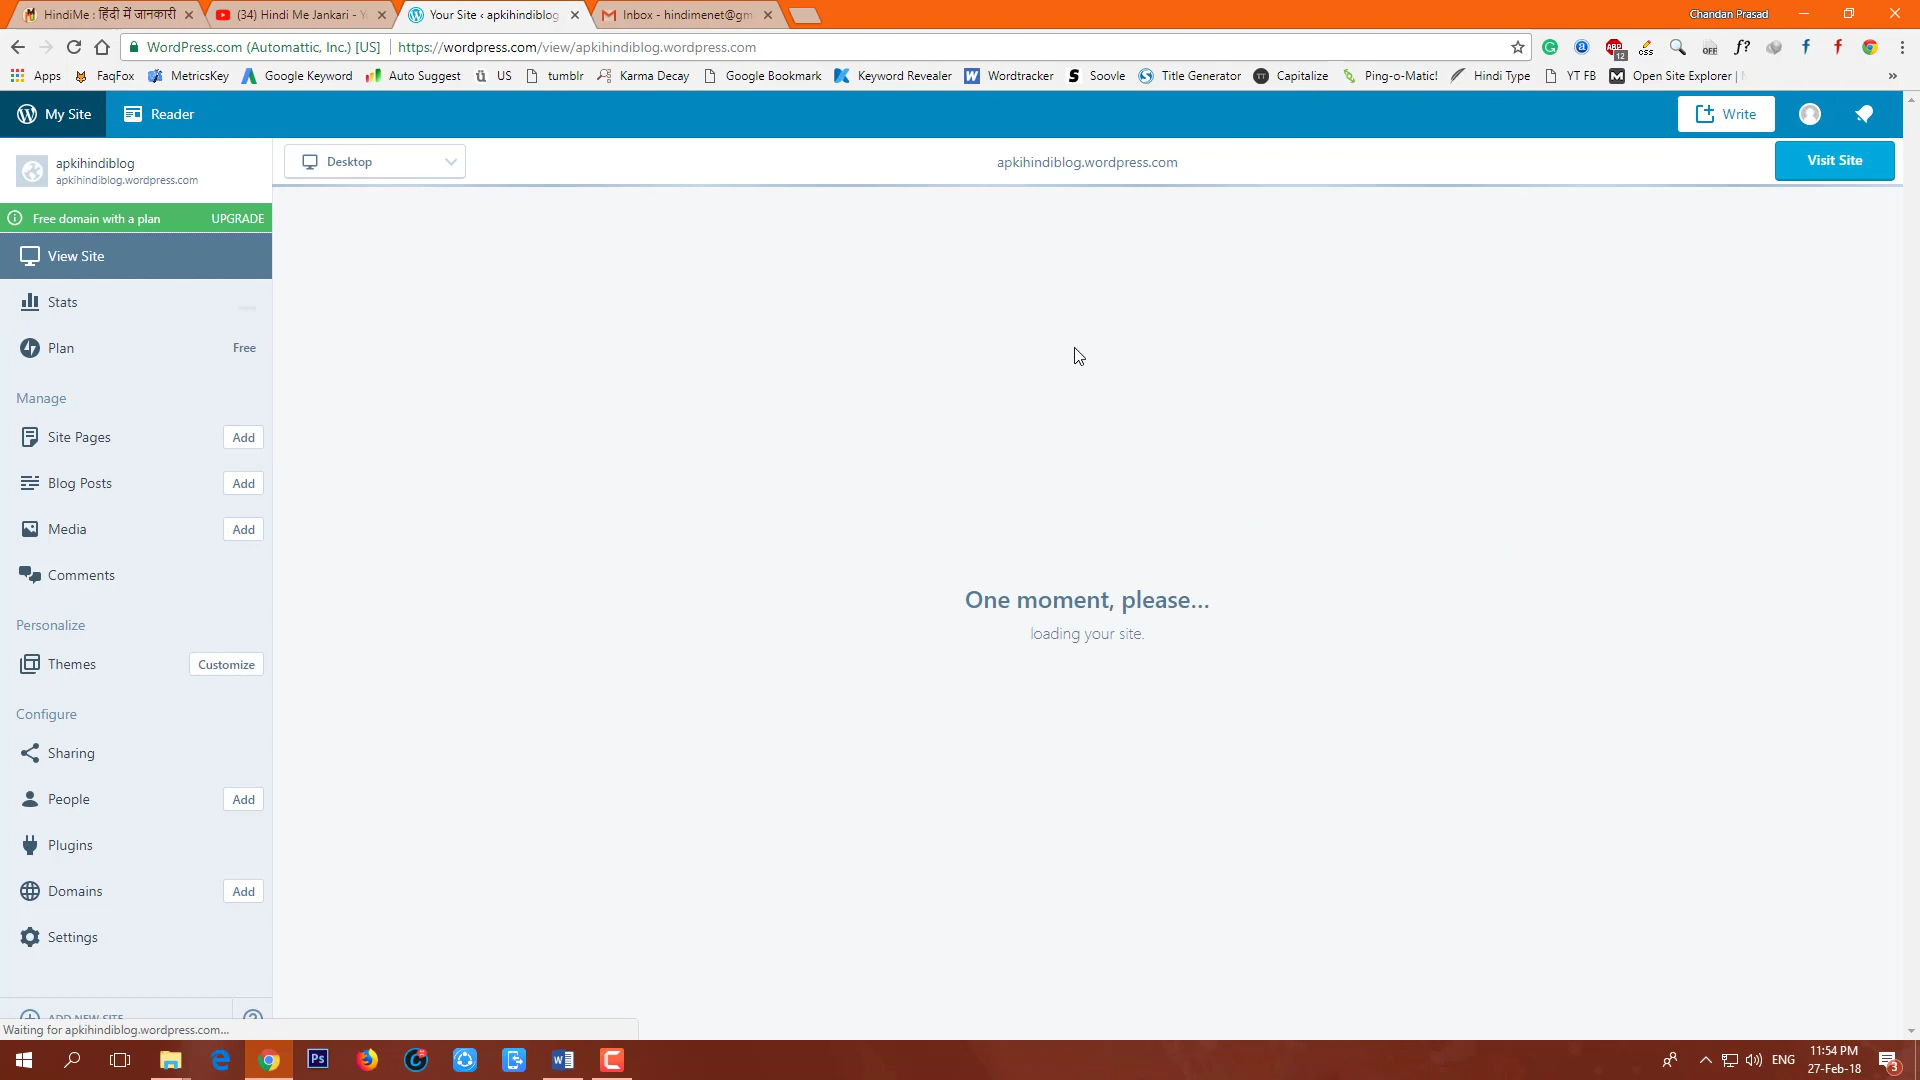 HindiMe : हिंदी में जानकारी
(34) Hindi Me Jankari - Y
Your Site ‹ apkihindiblog
Inbox - hindimenet@gm
Chandan Prasad
WordPress.com (Automattic, Inc.) [US]
https://wordpress.com/view/apkihindiblog.wordpress.com
12
Apps
FaqFox
MetricsKey
Google Keyword
Auto Suggest
US
tumblr
Karma Decay
Google Bookmark
Keyword Revealer
Wordtracker
Soovle
Title Generator
Capitalize
Ping-o-Matic!
Hindi Type
YT FB
Open Site Explorer |
My Site
Reader
Write
apkihindiblog
apkihindiblog.wordpress.com
Desktop
apkihindiblog.wordpress.com
Visit Site
Free domain with a plan
UPGRADE
View Site
Stats
Plan
Free
Manage
Site Pages
Add
Blog Posts
Add
Media
Add
Comments
Personalize
Themes
Customize
Configure
Sharing
People
Add
Plugins
Domains
Add
Settings
ADD NEW SITE
One moment, please...
loading your site.
Waiting for apkihindiblog.wordpress.com...
ENG
11:54 PM
27-Feb-18
3